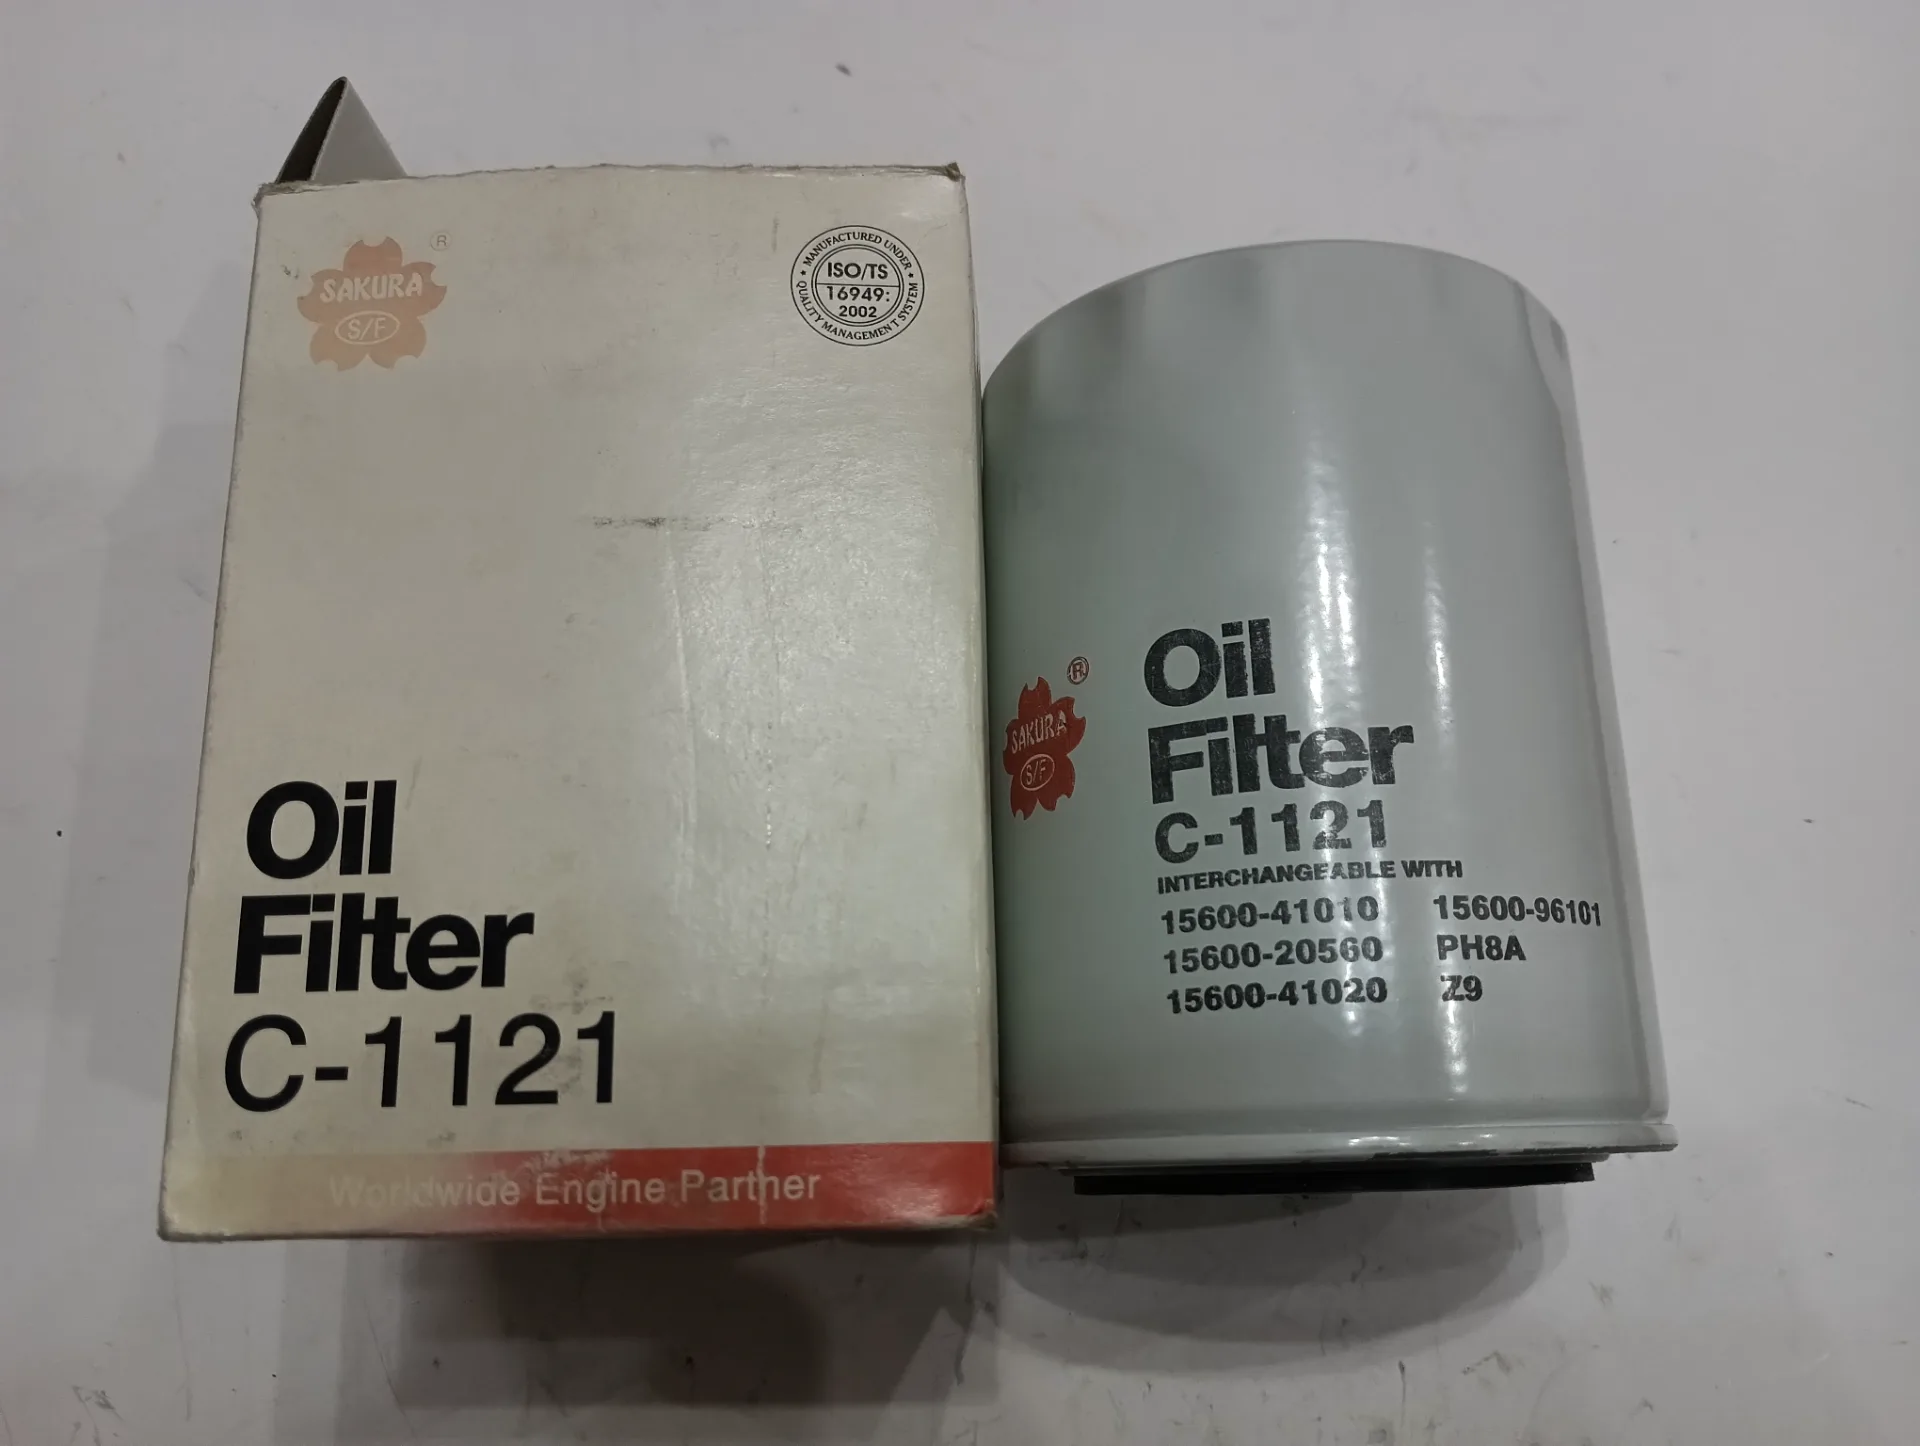 SAKURA ®
S/F
MANUFACTURED UNDER
ISO/TS
16949:
2002
QUALITY MANAGEMENT SYSTEM
Oil
Filter
C-1121
Worldwide Engine Partner
SAKURA ®
S/F
Oil
Filter
C-1121
INTERCHANGEABLE WITH
15600-41010 15600-96101
15600-20560 PH8A
15600-41020 Z9